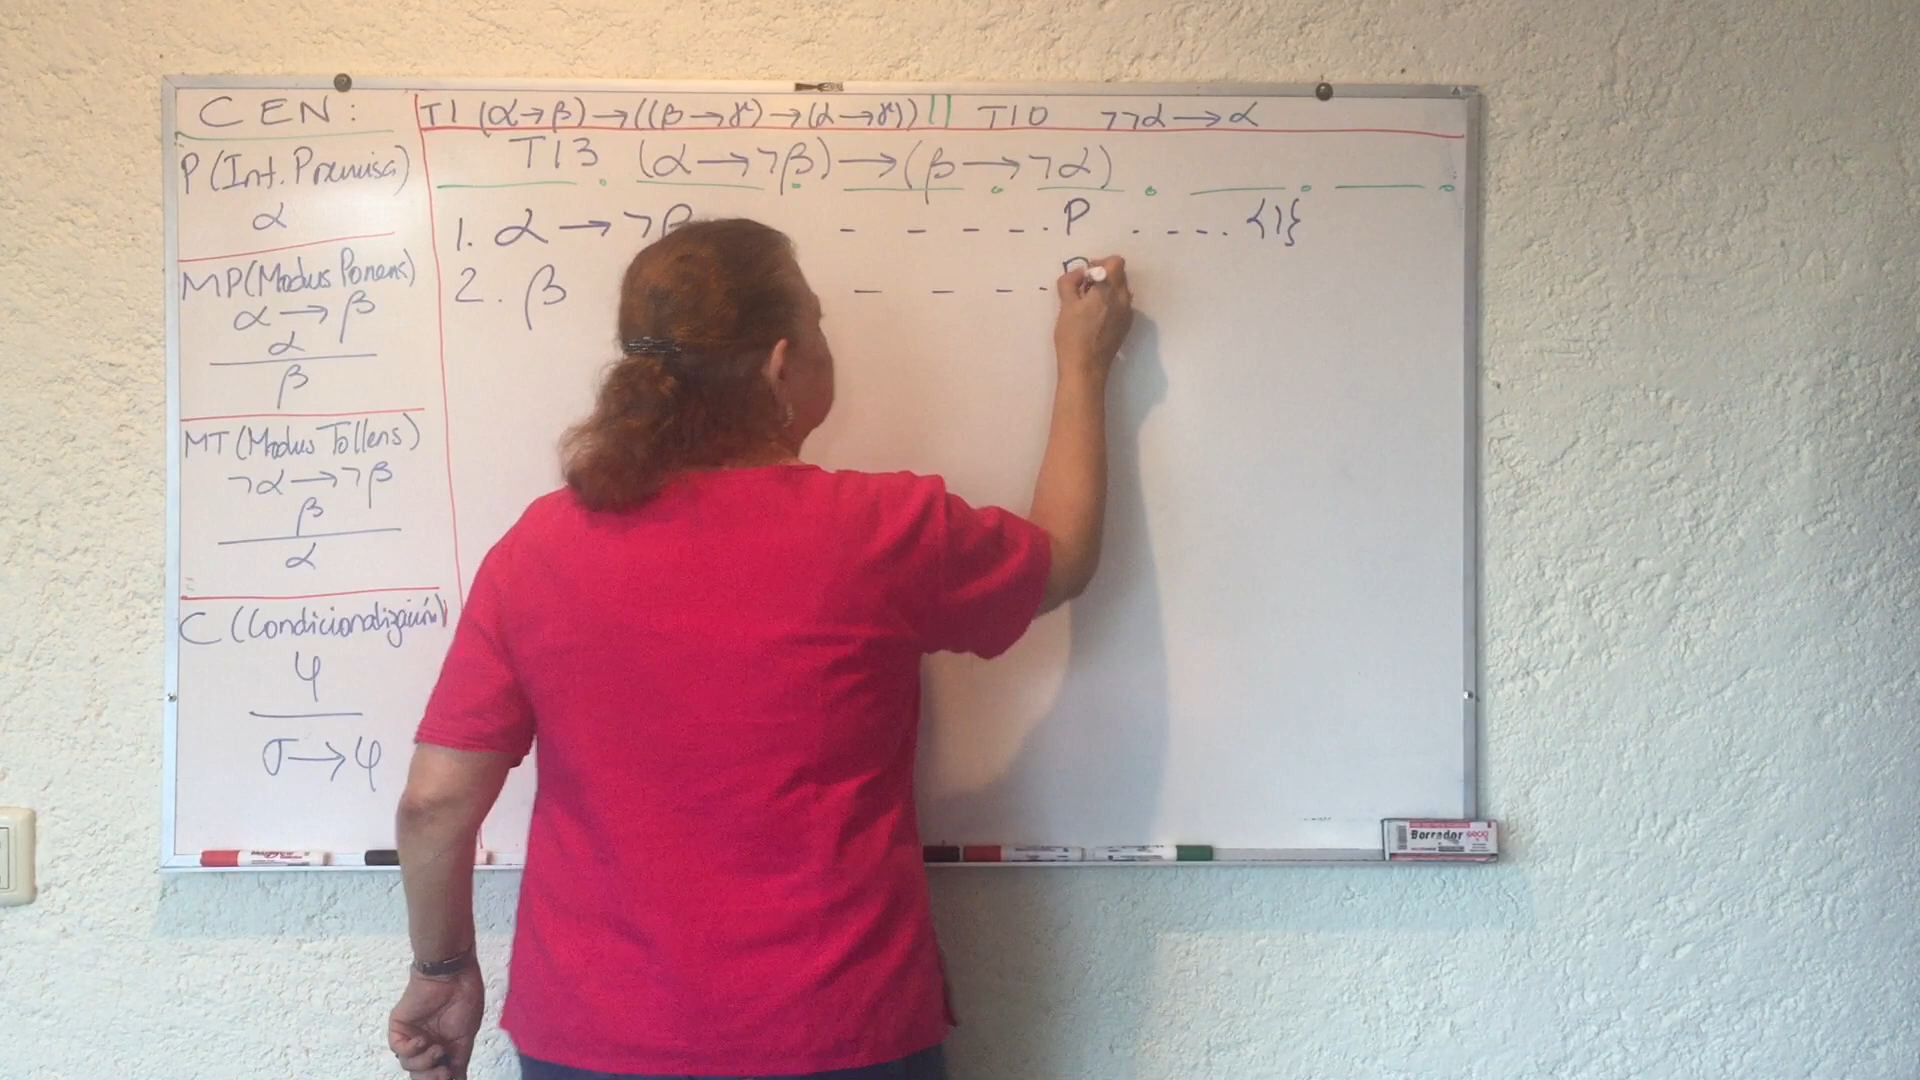 CEN:
P (Int. Premisa)
α
MP (Modus Ponens)
α → β
α
β
MT (Modus Tollens)
¬α → ¬β
β
α
C (Condicionalización)
φ
σ → φ
T1 (α → β) → ((β → γ) → (α → γ)) || T10 ¬¬α → α
T13 (α → ¬β) → (β → ¬α)
1. α → ¬β - - - - - P - - - - {1}
2. β - - - - P
Borrador